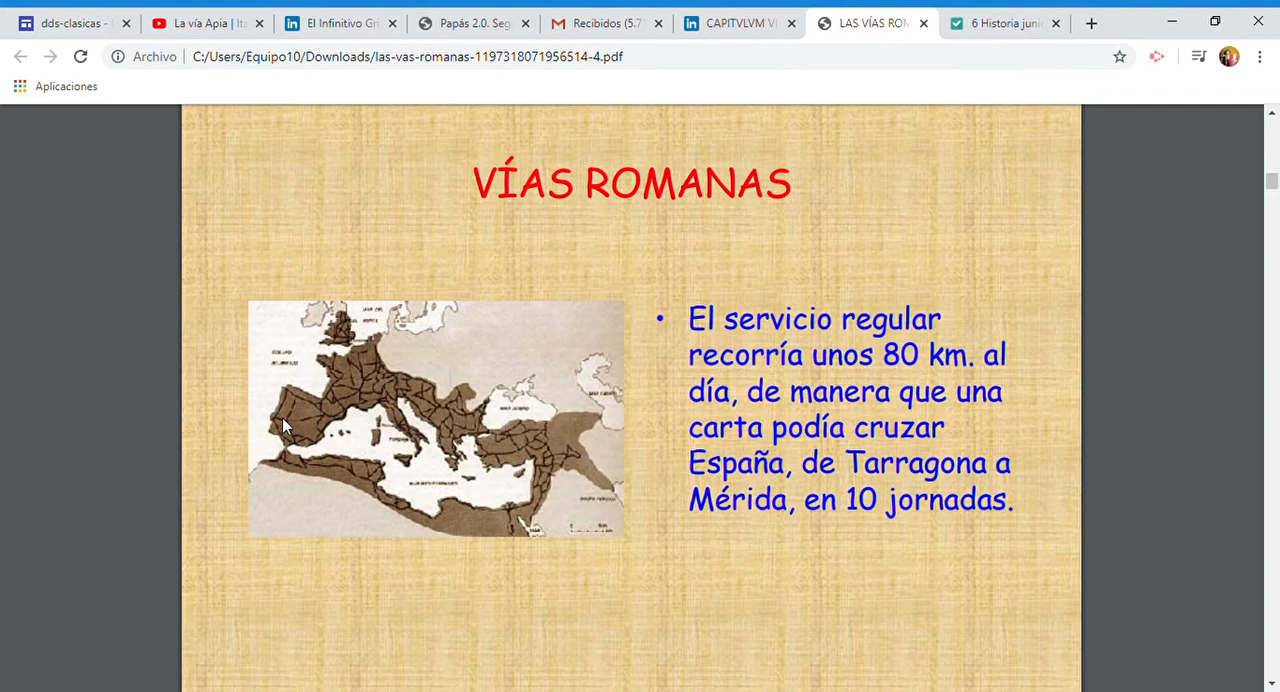 dds-clasicas -
La vía Apia | Ita
El Infinitivo Gri
Papás 2.0. Seg
Recibidos (5.71
CAPITVLVM VI
LAS VÍAS ROM
6 Historia juni
Archivo
C:/Users/Equipo10/Downloads/las-vas-romanas-1197318071956514-4.pdf
Aplicaciones
VÍAS ROMANAS
• El servicio regular
recorría unos 80 km. al
día, de manera que una
carta podía cruzar
España, de Tarragona a
Mérida, en 10 jornadas.